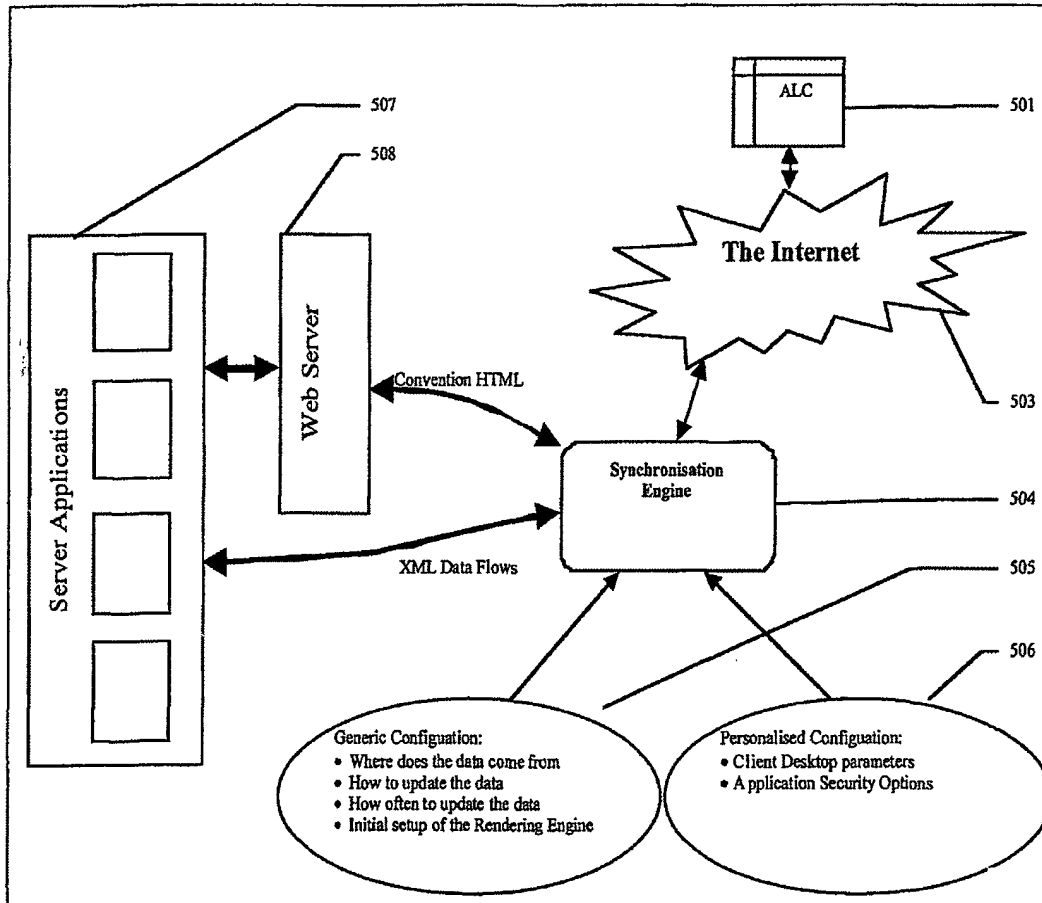 507
508
ALC
501
The Internet
Server Applications
Web Server
Convention HTML
503
Synchronisation
Engine
504
XML Data Flows
505
506
Generic Configuation:
• Where does the data come from
• How to update the data
• How often to update the data
• Initial setup of the Rendering Engine
Personalised Configuation:
• Client Desktop parameters
• Application Security Options